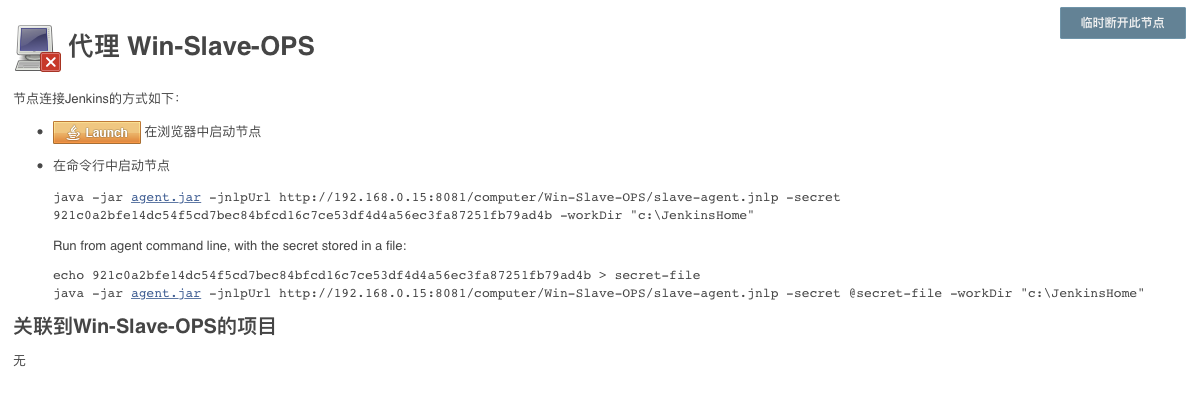 临时断开此节点
代理 Win-Slave-OPS
节点连接Jenkins的方式如下:
Launch 在浏览器中启动节点
在命令行中启动节点
java -jar agent.jar -jnlpUrl http://192.168.0.15:8081/computer/Win-Slave-OPS/slave-agent.jnlp -secret
921c0a2bfe14dc54f5cd7bec84bfcd16c7ce53df4d4a56ec3fa87251fb79ad4b -workDir "c:\JenkinsHome"
Run from agent command line, with the secret stored in a file:
echo 921c0a2bfe14dc54f5cd7bec84bfcd16c7ce53df4d4a56ec3fa87251fb79ad4b > secret-file
java -jar agent.jar -jnlpUrl http://192.168.0.15:8081/computer/Win-Slave-OPS/slave-agent.jnlp -secret @secret-file -workDir "c:\JenkinsHome"
关联到Win-Slave-OPS的项目
无